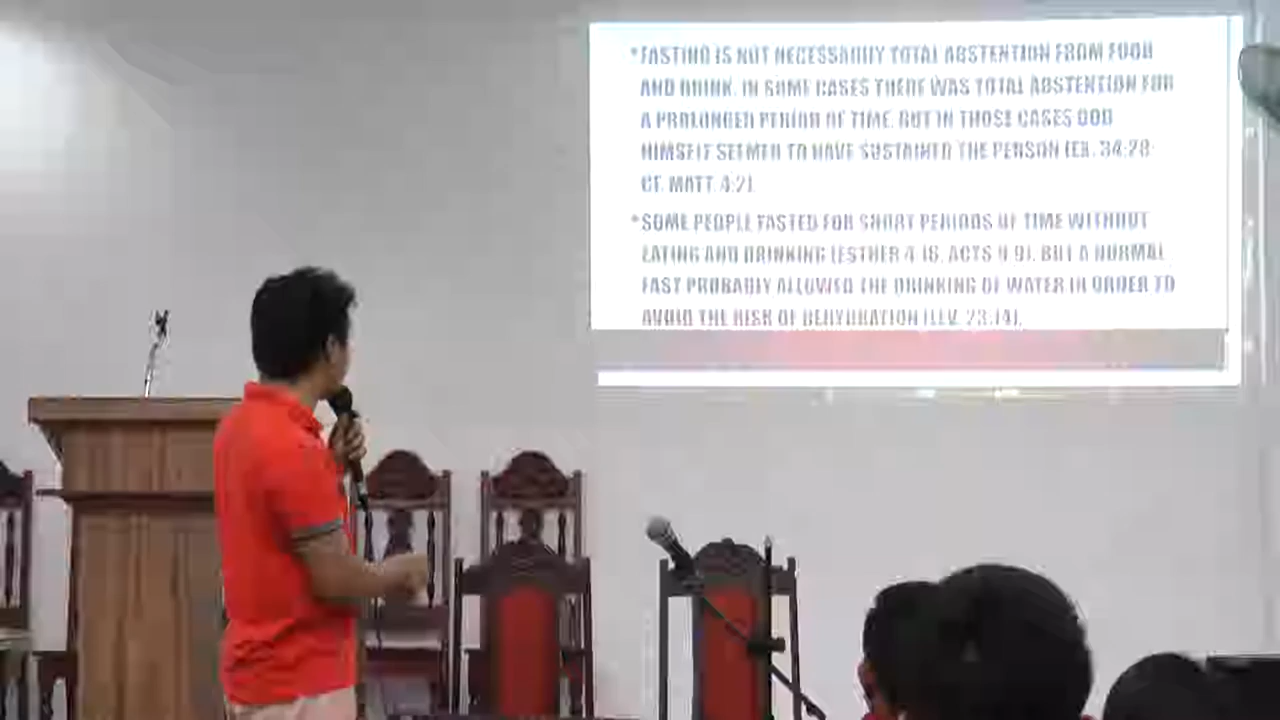 *FASTING IS NOT NECESSARILY TOTAL ABSTENTION FROM FOOD
AND DRINK. IN SOME CASES THERE WAS TOTAL ABSTENTION FOR
A PROLONGED PERIOD OF TIME, BUT IN THOSE CASES GOD
HIMSELF SEEMED TO HAVE SUSTAINED THE PERSON (EX. 34:28;
CF. MATT. 4:2).
*SOME PEOPLE FASTED FOR SHORT PERIODS OF TIME WITHOUT
EATING AND DRINKING (ESTHER 4:16, ACTS 9:9), BUT A NORMAL
FAST PROBABLY ALLOWED THE DRINKING OF WATER IN ORDER TO
AVOID THE RISK OF DEHYDRATION (LEV. 23:14).